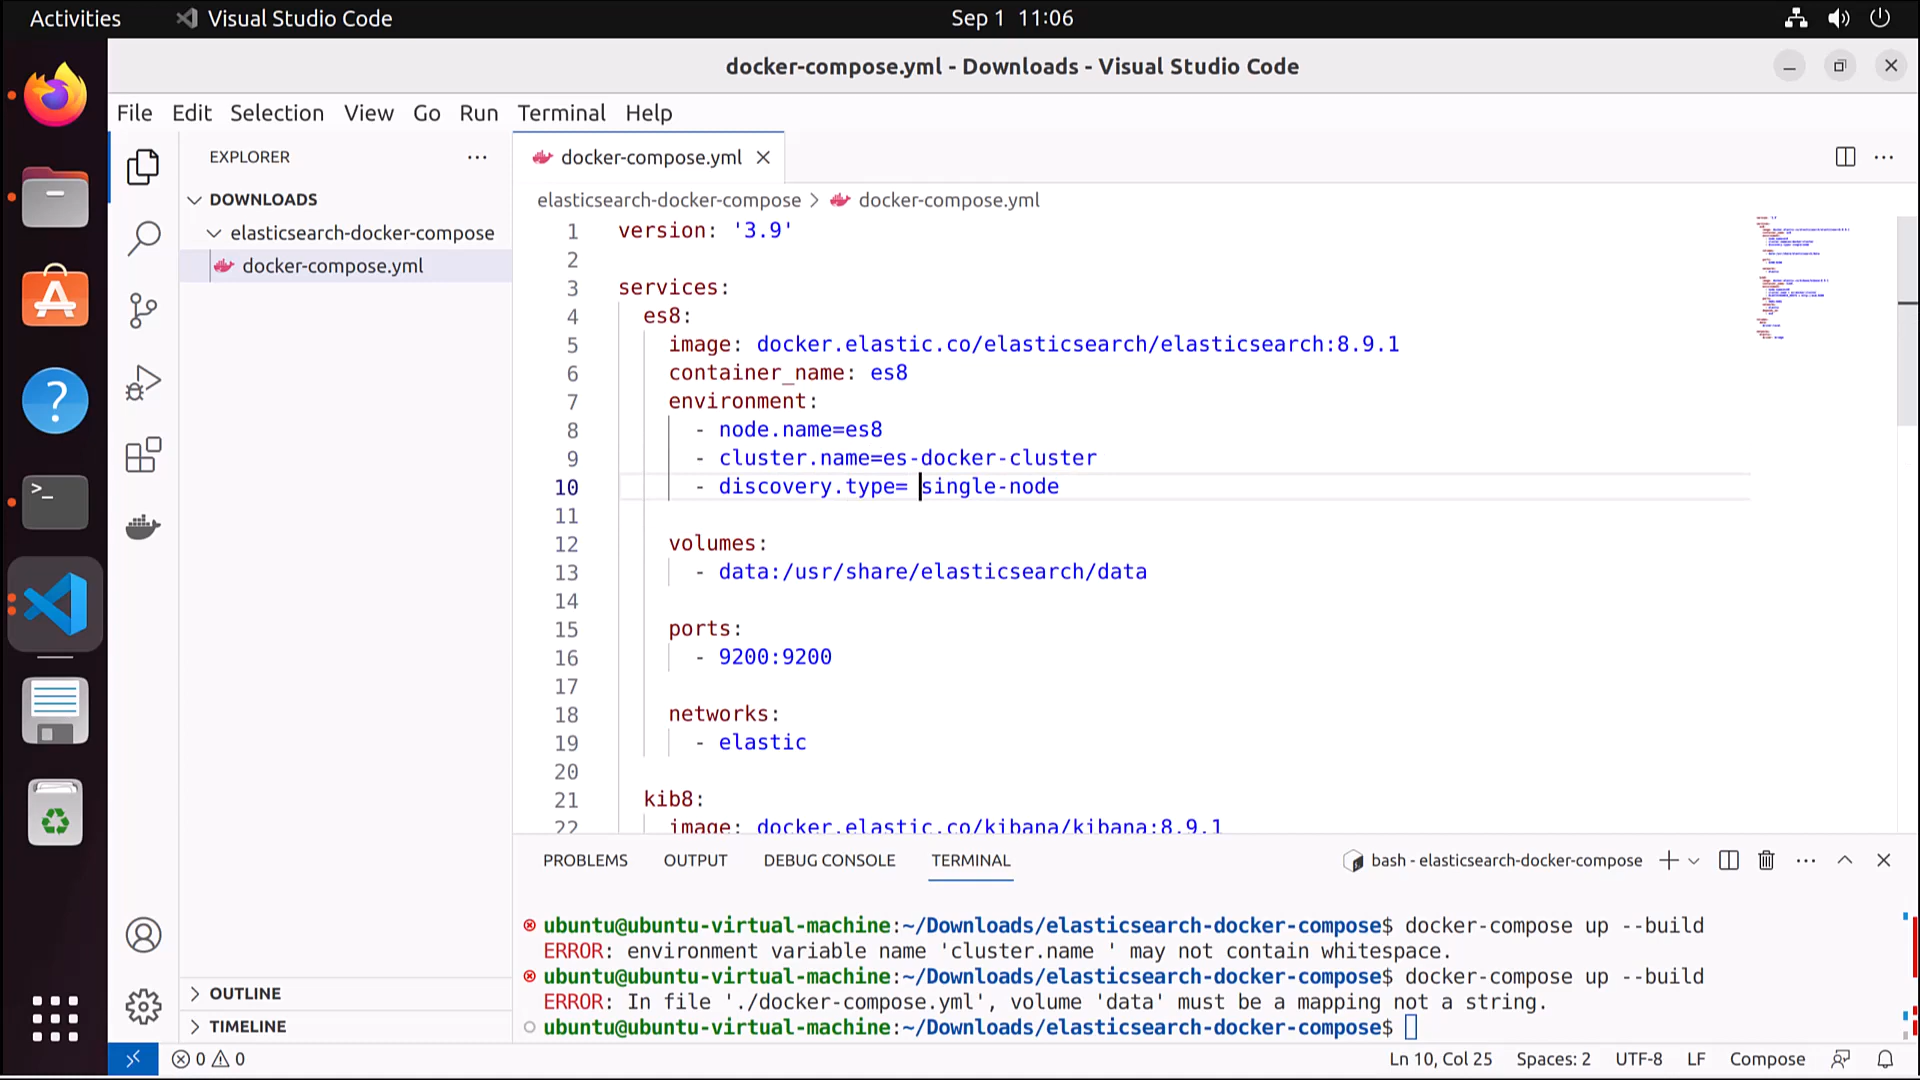 Activities
Visual Studio Code
Sep 1 11:06
docker-compose.yml - Downloads - Visual Studio Code
File Edit Selection View Go Run Terminal Help
EXPLORER
DOWNLOADS
elasticsearch-docker-compose
docker-compose.yml
docker-compose.yml
elasticsearch-docker-compose > docker-compose.yml
1 version: '3.9'
2
3 services:
4 es8:
5 image: docker.elastic.co/elasticsearch/elasticsearch:8.9.1
6 container_name: es8
7 environment:
8 - node.name=es8
9 - cluster.name=es-docker-cluster
10 - discovery.type= single-node
11
12 volumes:
13 - data:/usr/share/elasticsearch/data
14
15 ports:
16 - 9200:9200
17
18 networks:
19 - elastic
20
21 kib8:
22 image: docker.elastic.co/kibana/kibana:8.9.1
PROBLEMS OUTPUT DEBUG CONSOLE TERMINAL
bash - elasticsearch-docker-compose
ubuntu@ubuntu-virtual-machine:~/Downloads/elasticsearch-docker-compose$ docker-compose up --build
ERROR: environment variable name 'cluster.name ' may not contain whitespace.
ubuntu@ubuntu-virtual-machine:~/Downloads/elasticsearch-docker-compose$ docker-compose up --build
ERROR: In file './docker-compose.yml', volume 'data' must be a mapping not a string.
ubuntu@ubuntu-virtual-machine:~/Downloads/elasticsearch-docker-compose$
OUTLINE
TIMELINE
0 0
Ln 10, Col 25 Spaces: 2 UTF-8 LF Compose